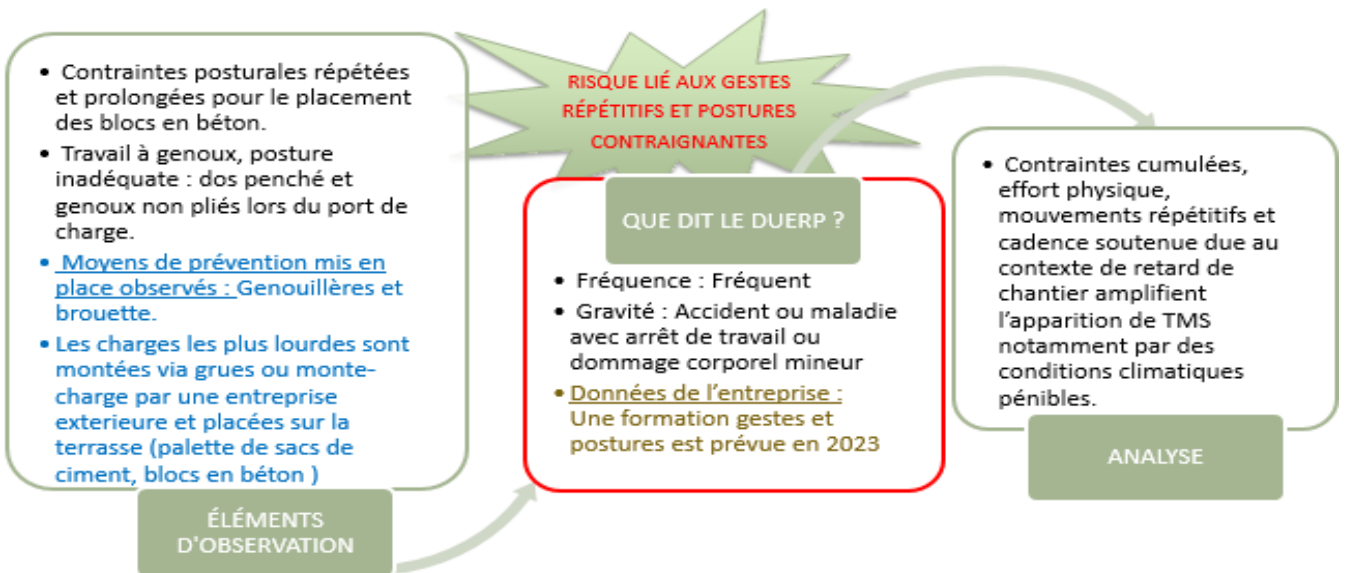 RISQUE LIÉ AUX GESTES
RÉPÉTITIFS ET POSTURES
CONTRAIGNANTES
• Contraintes posturales répétées
et prolongées pour le placement
des blocs en béton.
• Travail à genoux, posture
inadéquate : dos penché et
genoux non pliés lors du port de
charge.
• Moyens de prévention mis en
place observés : Genouillères et
brouette.
• Les charges les plus lourdes sont
montées via grues ou monte-
charge par une entreprise
exterieure et placées sur la
terrasse (palette de sacs de
ciment, blocs en béton )
ÉLÉMENTS
D'OBSERVATION
QUE DIT LE DUERP ?
• Fréquence : Fréquent
• Gravité : Accident ou maladie
avec arrêt de travail ou
dommage corporel mineur
• Données de l’entreprise :
Une formation gestes et
postures est prévue en 2023
• Contraintes cumulées,
effort physique,
mouvements répétitifs et
cadence soutenue due au
contexte de retard de
chantier amplifient
l’apparition de TMS
notamment par des
conditions climatiques
pénibles.
ANALYSE